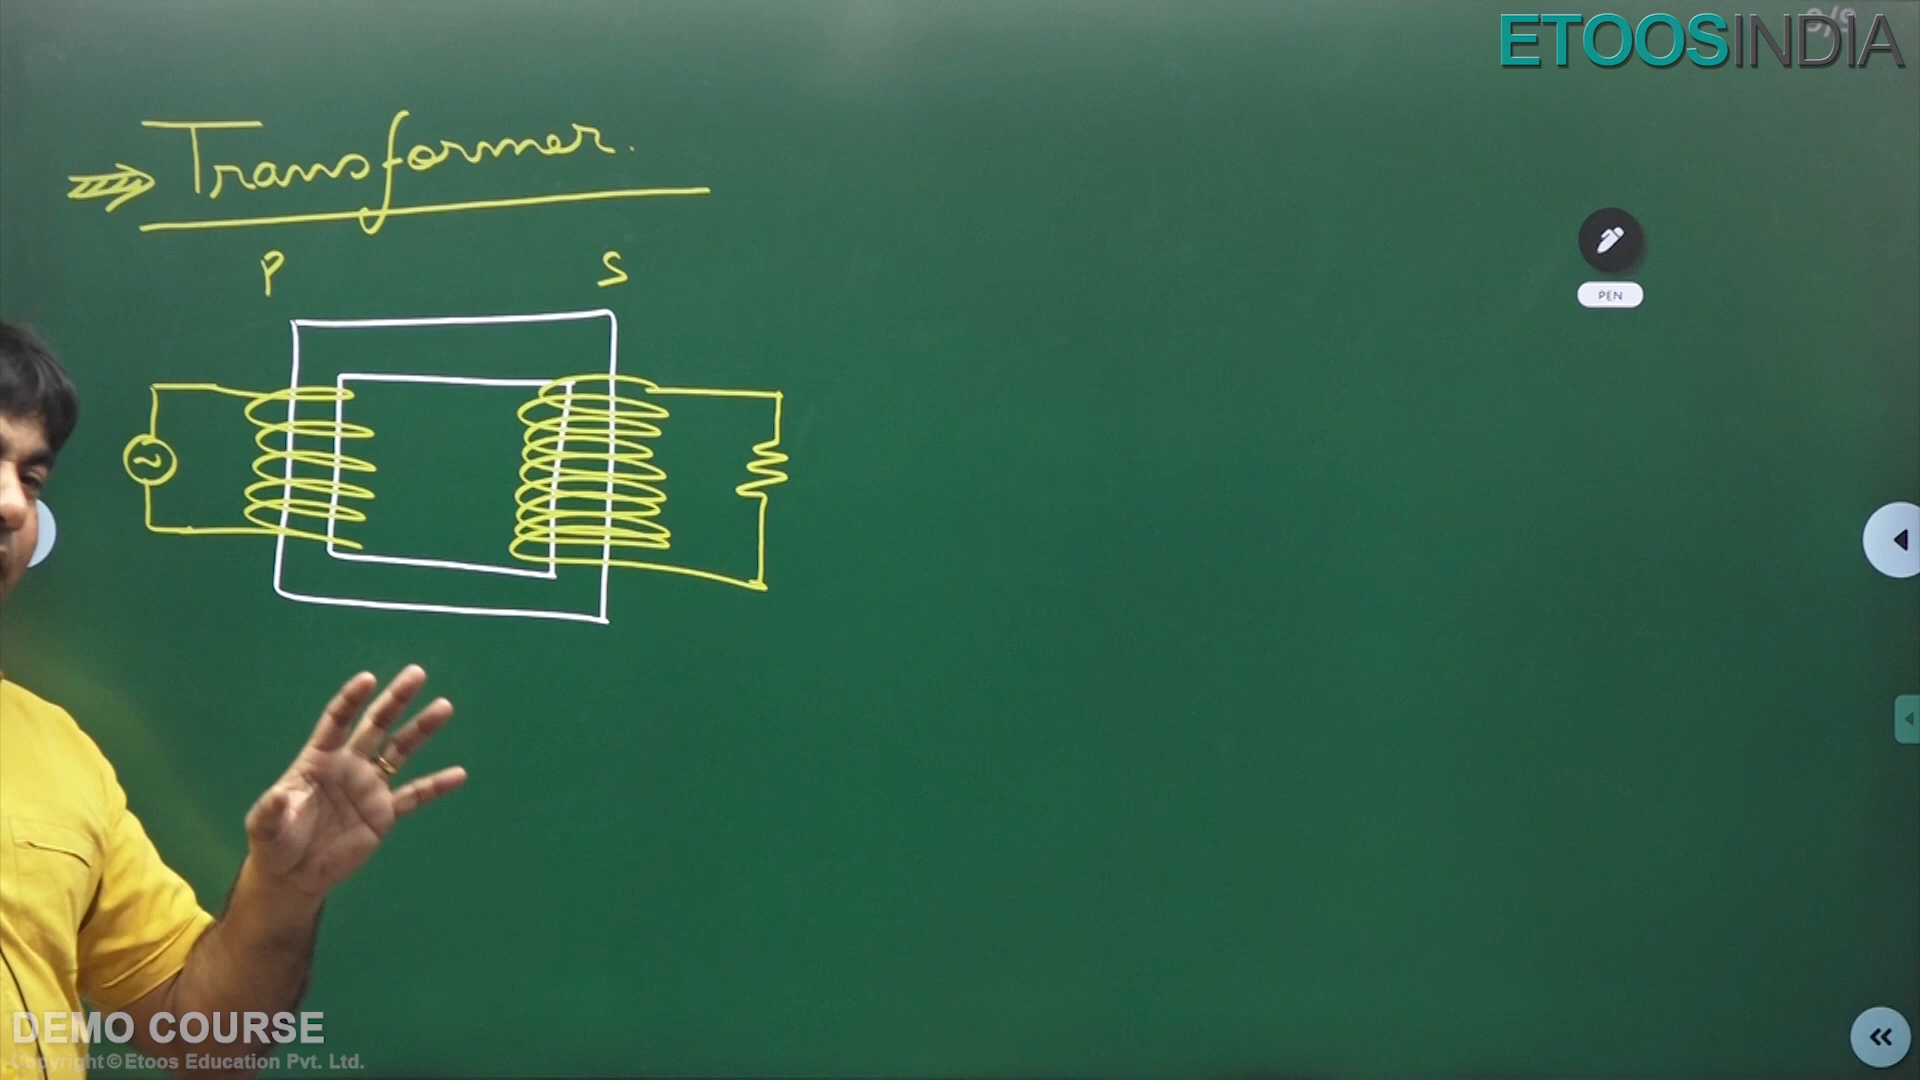 ETOOSINDIA
Transformer.
P S
~
PEN
DEMO COURSE
Copyright © Etoos Education Pvt. Ltd.